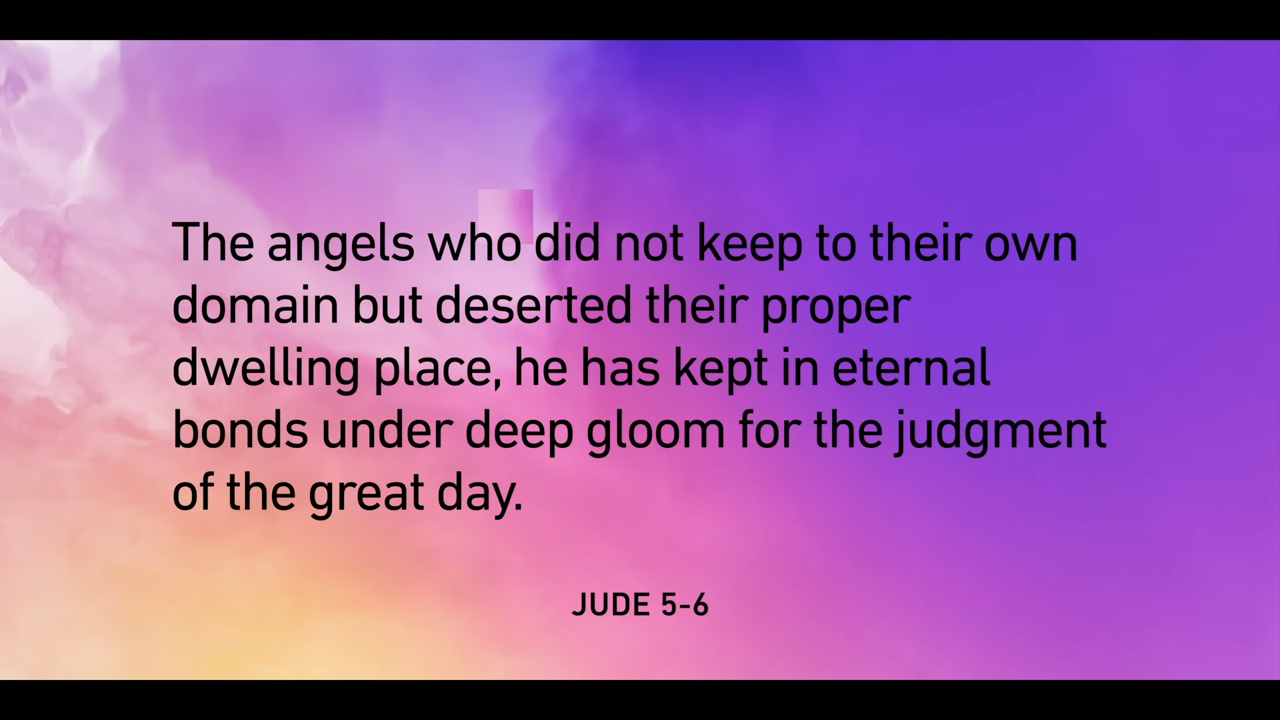 The angels who did not keep to their own
domain but deserted their proper
dwelling place, he has kept in eternal
bonds under deep gloom for the judgment
of the great day.
JUDE 5-6